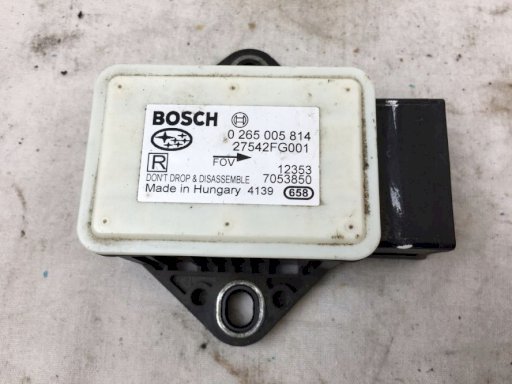 BOSCH
0 265 005 814
27542FG001
R
FOV
12353
DON'T DROP & DISASSEMBLE 7053850
Made in Hungary 4139 658